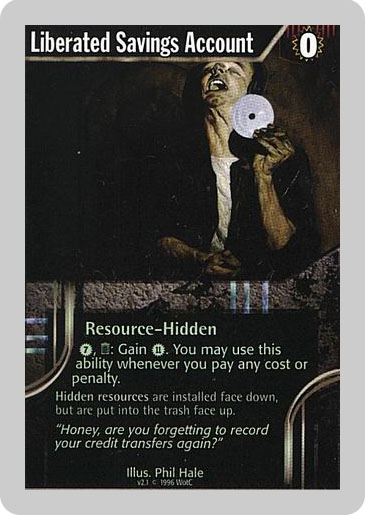 Liberated Savings Account
0
Resource–Hidden
7, : Gain 11. You may use this
ability whenever you pay any cost or
penalty.
Hidden resources are installed face down,
but are put into the trash face up.
"Honey, are you forgetting to record
your credit transfers again?"
Illus. Phil Hale
v2.1 © 1996 WotC